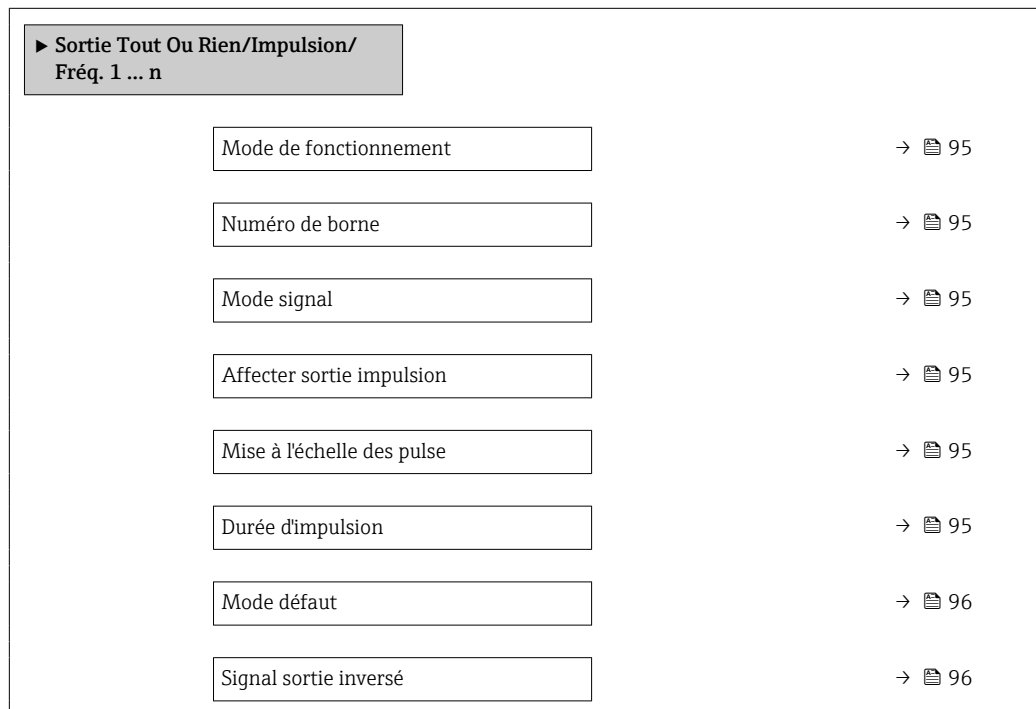 ▶ Sortie Tout Ou Rien/Impulsion/
Fréq. 1 … n
Mode de fonctionnement → 95
Numéro de borne → 95
Mode signal → 95
Affecter sortie impulsion → 95
Mise à l'échelle des pulse → 95
Durée d'impulsion → 95
Mode défaut → 96
Signal sortie inversé → 96